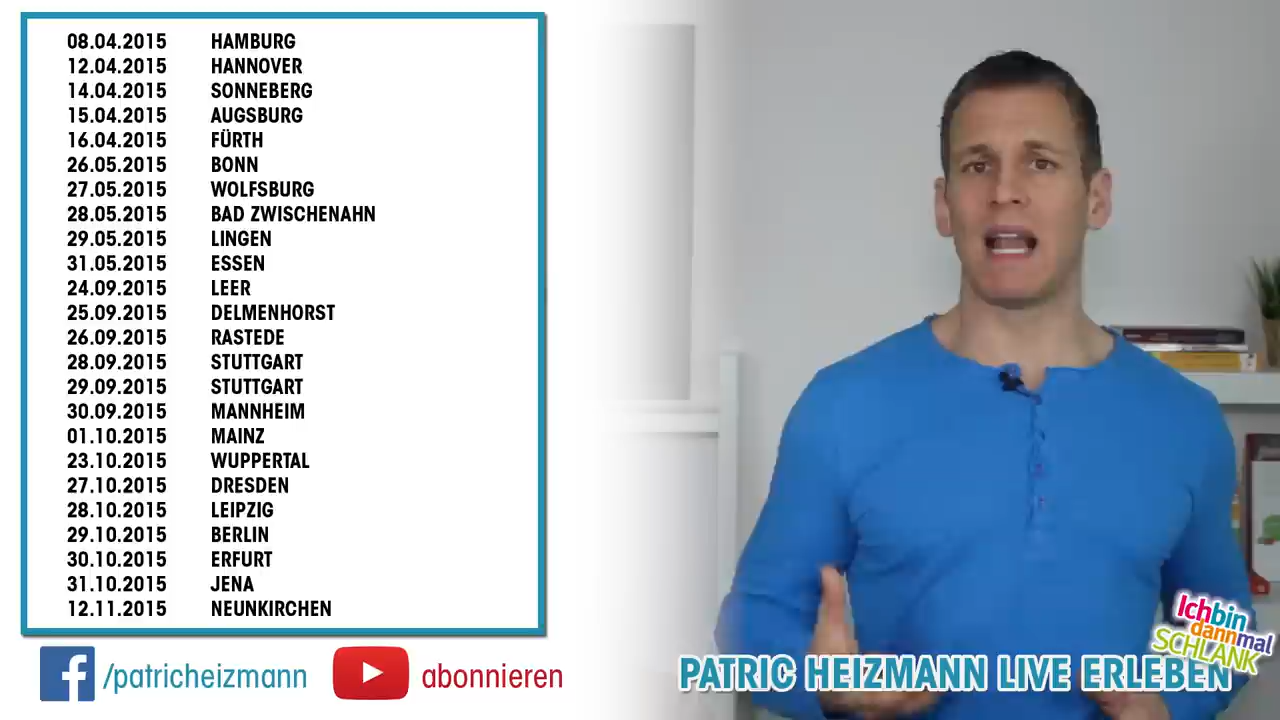 08.04.2015 HAMBURG
12.04.2015 HANNOVER
14.04.2015 SONNEBERG
15.04.2015 AUGSBURG
16.04.2015 FÜRTH
26.05.2015 BONN
27.05.2015 WOLFSBURG
28.05.2015 BAD ZWISCHENAHN
29.05.2015 LINGEN
31.05.2015 ESSEN
24.09.2015 LEER
25.09.2015 DELMENHORST
26.09.2015 RASTEDE
28.09.2015 STUTTGART
29.09.2015 STUTTGART
30.09.2015 MANNHEIM
01.10.2015 MAINZ
23.10.2015 WUPPERTAL
27.10.2015 DRESDEN
28.10.2015 LEIPZIG
29.10.2015 BERLIN
30.10.2015 ERFURT
31.10.2015 JENA
12.11.2015 NEUNKIRCHEN
f /patricheizmann
abonnieren
PATRIC HEIZMANN LIVE ERLEBEN
Ichbin
dannmal
SCHLANK